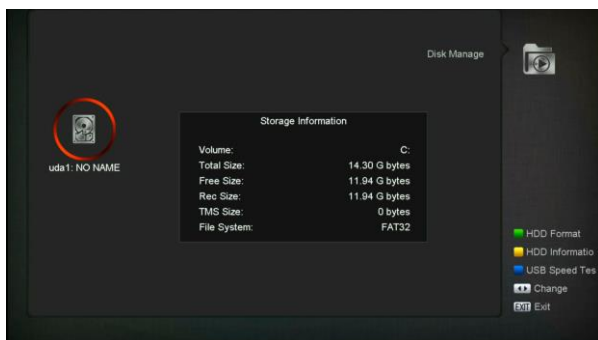 Disk Manage
uda1: NO NAME
Storage Information
Volume: C:
Total Size: 14.30 G bytes
Free Size: 11.94 G bytes
Rec Size: 11.94 G bytes
TMS Size: 0 bytes
File System: FAT32
HDD Format
HDD Informatio
USB Speed Tes
Change
EXIT Exit